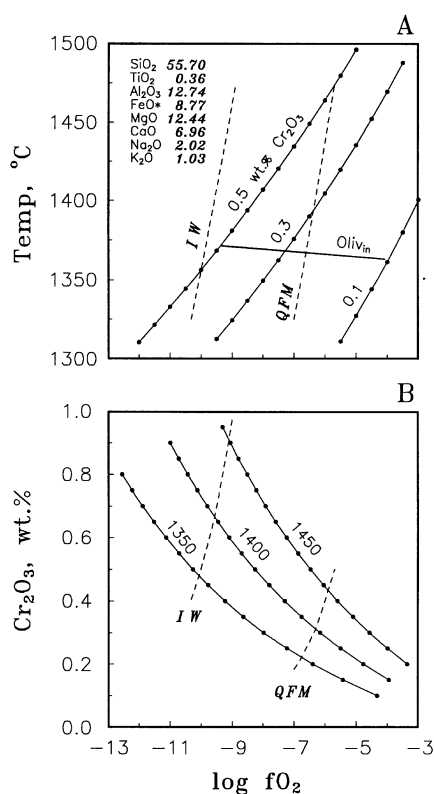 A
1500
1450
1400
1350
1300
Temp, °C
SiO₂ 55.70
TiO₂ 0.36
Al₂O₃ 12.74
FeO* 8.77
MgO 12.44
CaO 6.96
Na₂O 2.02
K₂O 1.03
0.5 wt.% Cr₂O₃
IW
0.3
Olivin
QFM
0.1
B
1.0
0.8
0.6
0.4
0.2
0.0
Cr₂O₃, wt.%
1350
1400
1450
IW
QFM
−13 −11 −9 −7 −5 −3
log fO₂